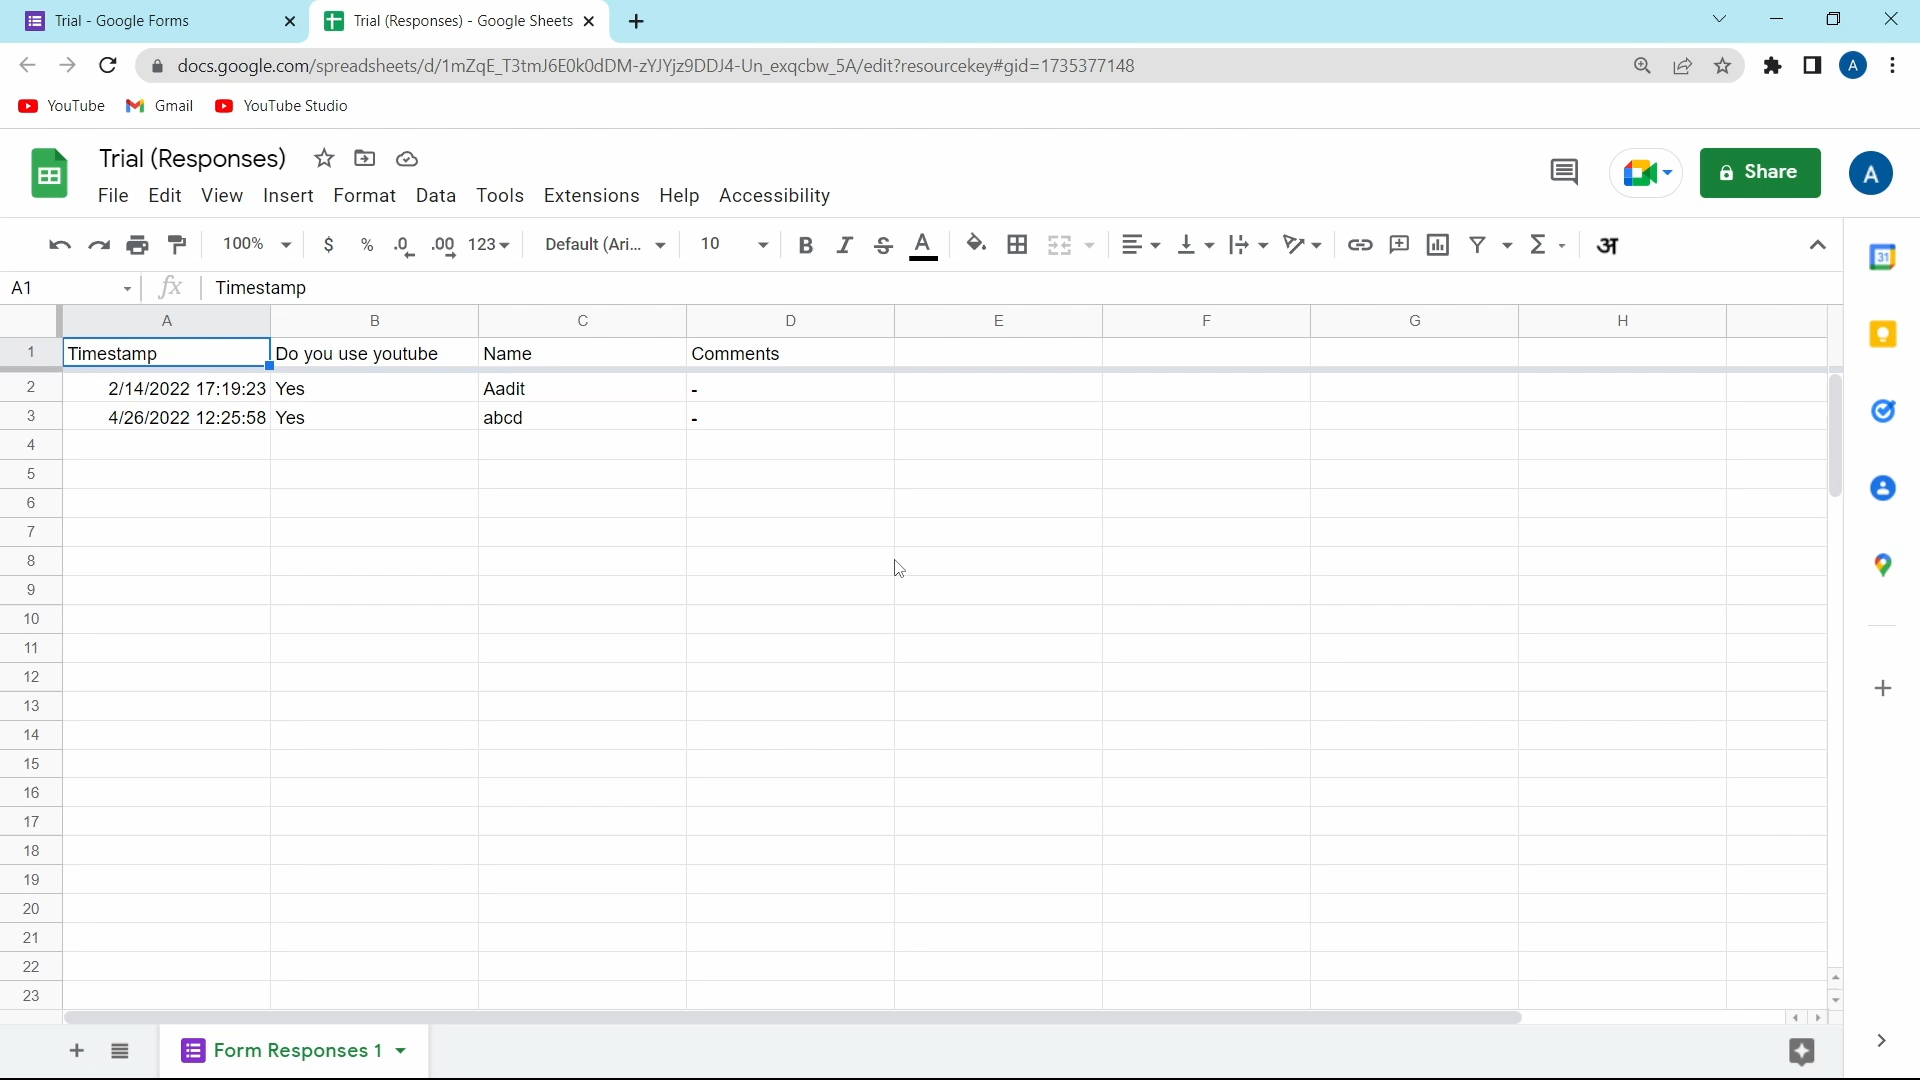 Trial - Google Forms
Trial (Responses) - Google Sheets
docs.google.com/spreadsheets/d/1mZqE_T3tmJ6E0k0dDM-zYJYjz9DDJ4-Un_exqcbw_5A/edit?resourcekey#gid=1735377148
A
YouTube Gmail YouTube Studio
Trial (Responses)
File Edit View Insert Format Data Tools Extensions Help Accessibility
Share
A
100% $ % .0 .00 123 Default (Ari... 10 B I S A Σ अ
31
A1 fx Timestamp
A B C D E F G H
1 Timestamp Do you use youtube Name Comments
2 2/14/2022 17:19:23 Yes Aadit -
3 4/26/2022 12:25:58 Yes abcd -
4
5
6
7
8
9
10
11
12
13
14
15
16
17
18
19
20
21
22
23
Form Responses 1